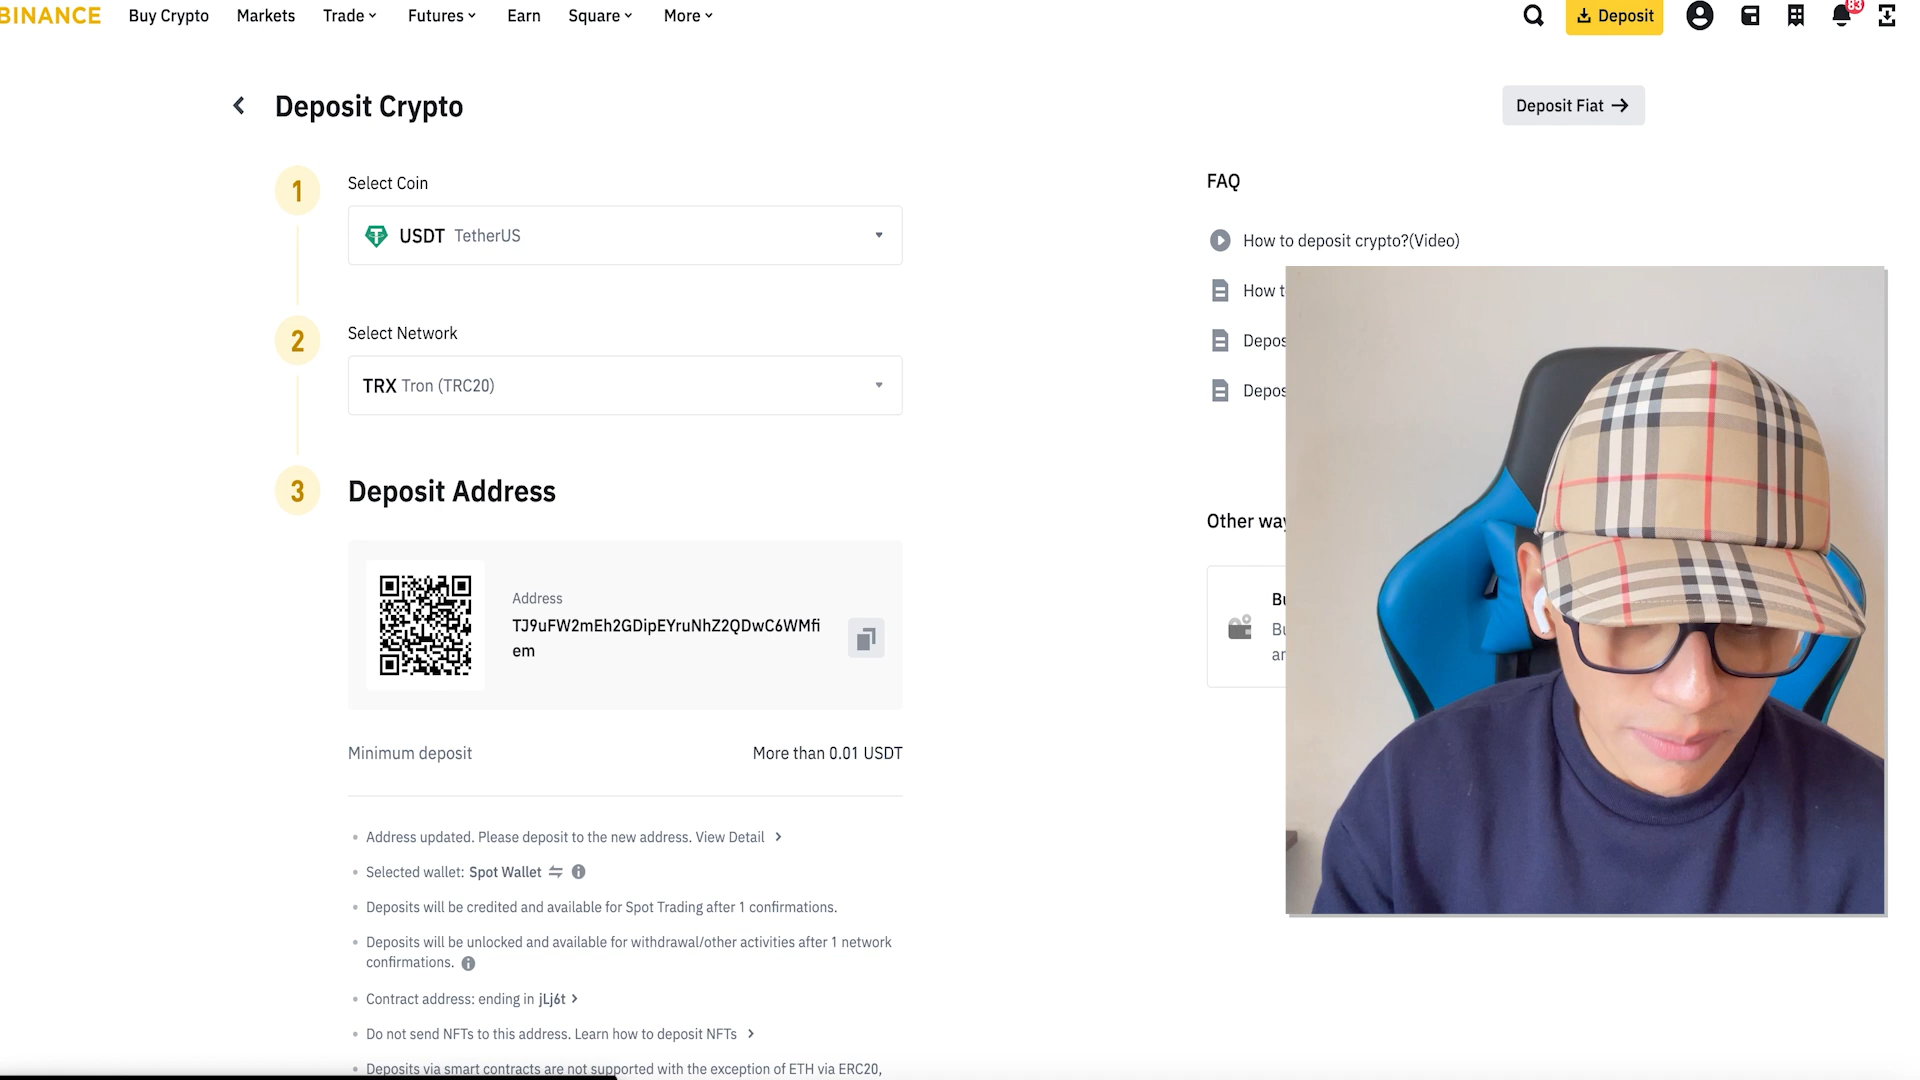 BINANCE Buy Crypto Markets Trade Futures Earn Square More Deposit 83
Deposit Crypto
Deposit Fiat
1
Select Coin
USDT TetherUS
2
Select Network
TRX Tron (TRC20)
3
Deposit Address
Address
TJ9uFW2mEh2GDipEYruNhZ2QDwC6WMfi
em
Minimum deposit More than 0.01 USDT
Address updated. Please deposit to the new address. View Detail
Selected wallet: Spot Wallet
Deposits will be credited and available for Spot Trading after 1 confirmations.
Deposits will be unlocked and available for withdrawal/other activities after 1 network
confirmations.
Contract address: ending in jLj6t
Do not send NFTs to this address. Learn how to deposit NFTs
Deposits via smart contracts are not supported with the exception of ETH via ERC20,
FAQ
How to deposit crypto?(Video)
How t
Depos
Depos
Other way
Bu
Bu
an